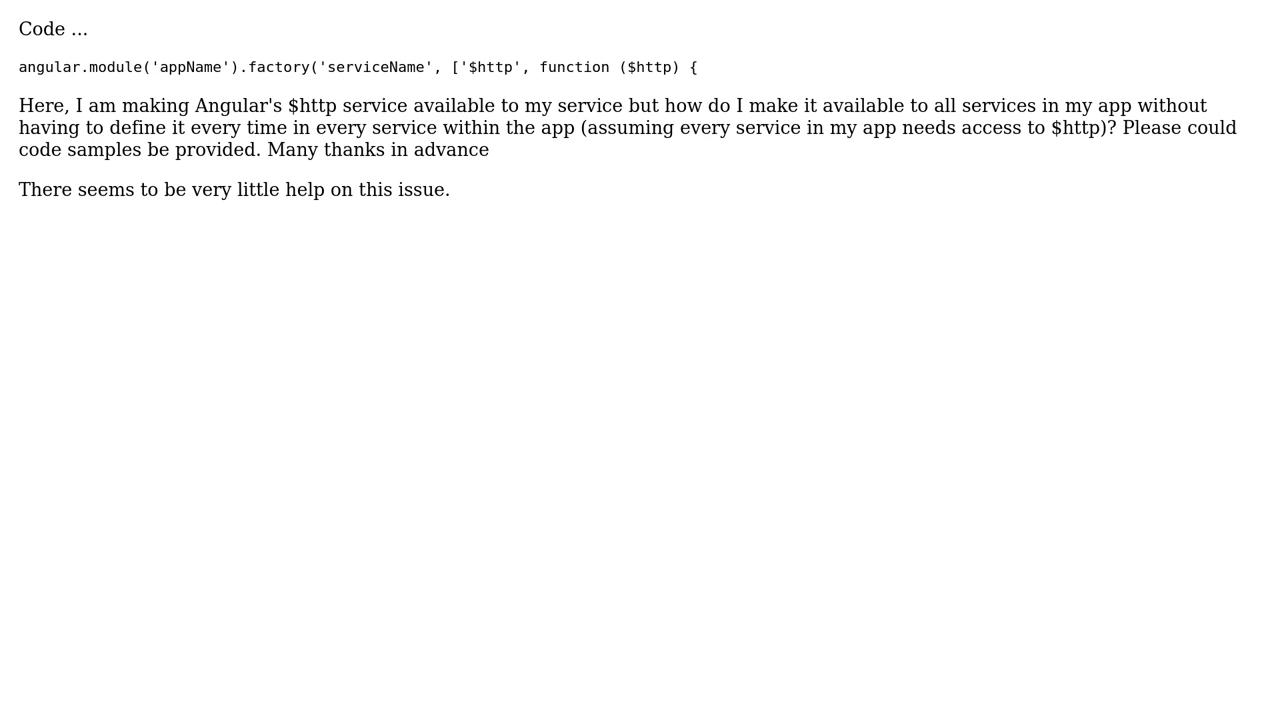 Code ...
angular.module('appName').factory('serviceName', ['$http', function ($http) {
Here, I am making Angular's $http service available to my service but how do I make it available to all services in my app without
having to define it every time in every service within the app (assuming every service in my app needs access to $http)? Please could
code samples be provided. Many thanks in advance
There seems to be very little help on this issue.